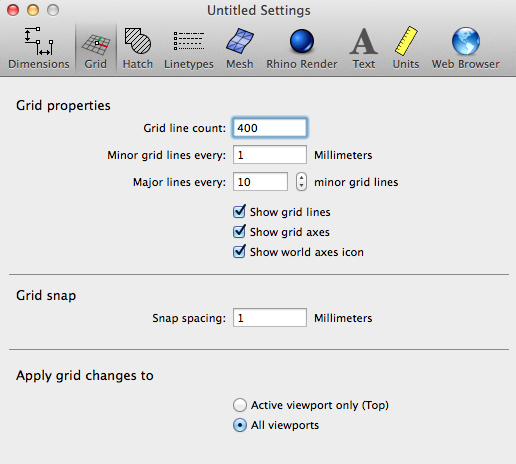 Untitled Settings
Dimensions Grid Hatch Linetypes Mesh Rhino Render Text Units Web Browser
Grid properties
Grid line count: 400
Minor grid lines every: 1 Millimeters
Major lines every: 10 minor grid lines
Show grid lines
Show grid axes
Show world axes icon
Grid snap
Snap spacing: 1 Millimeters
Apply grid changes to
Active viewport only (Top)
All viewports